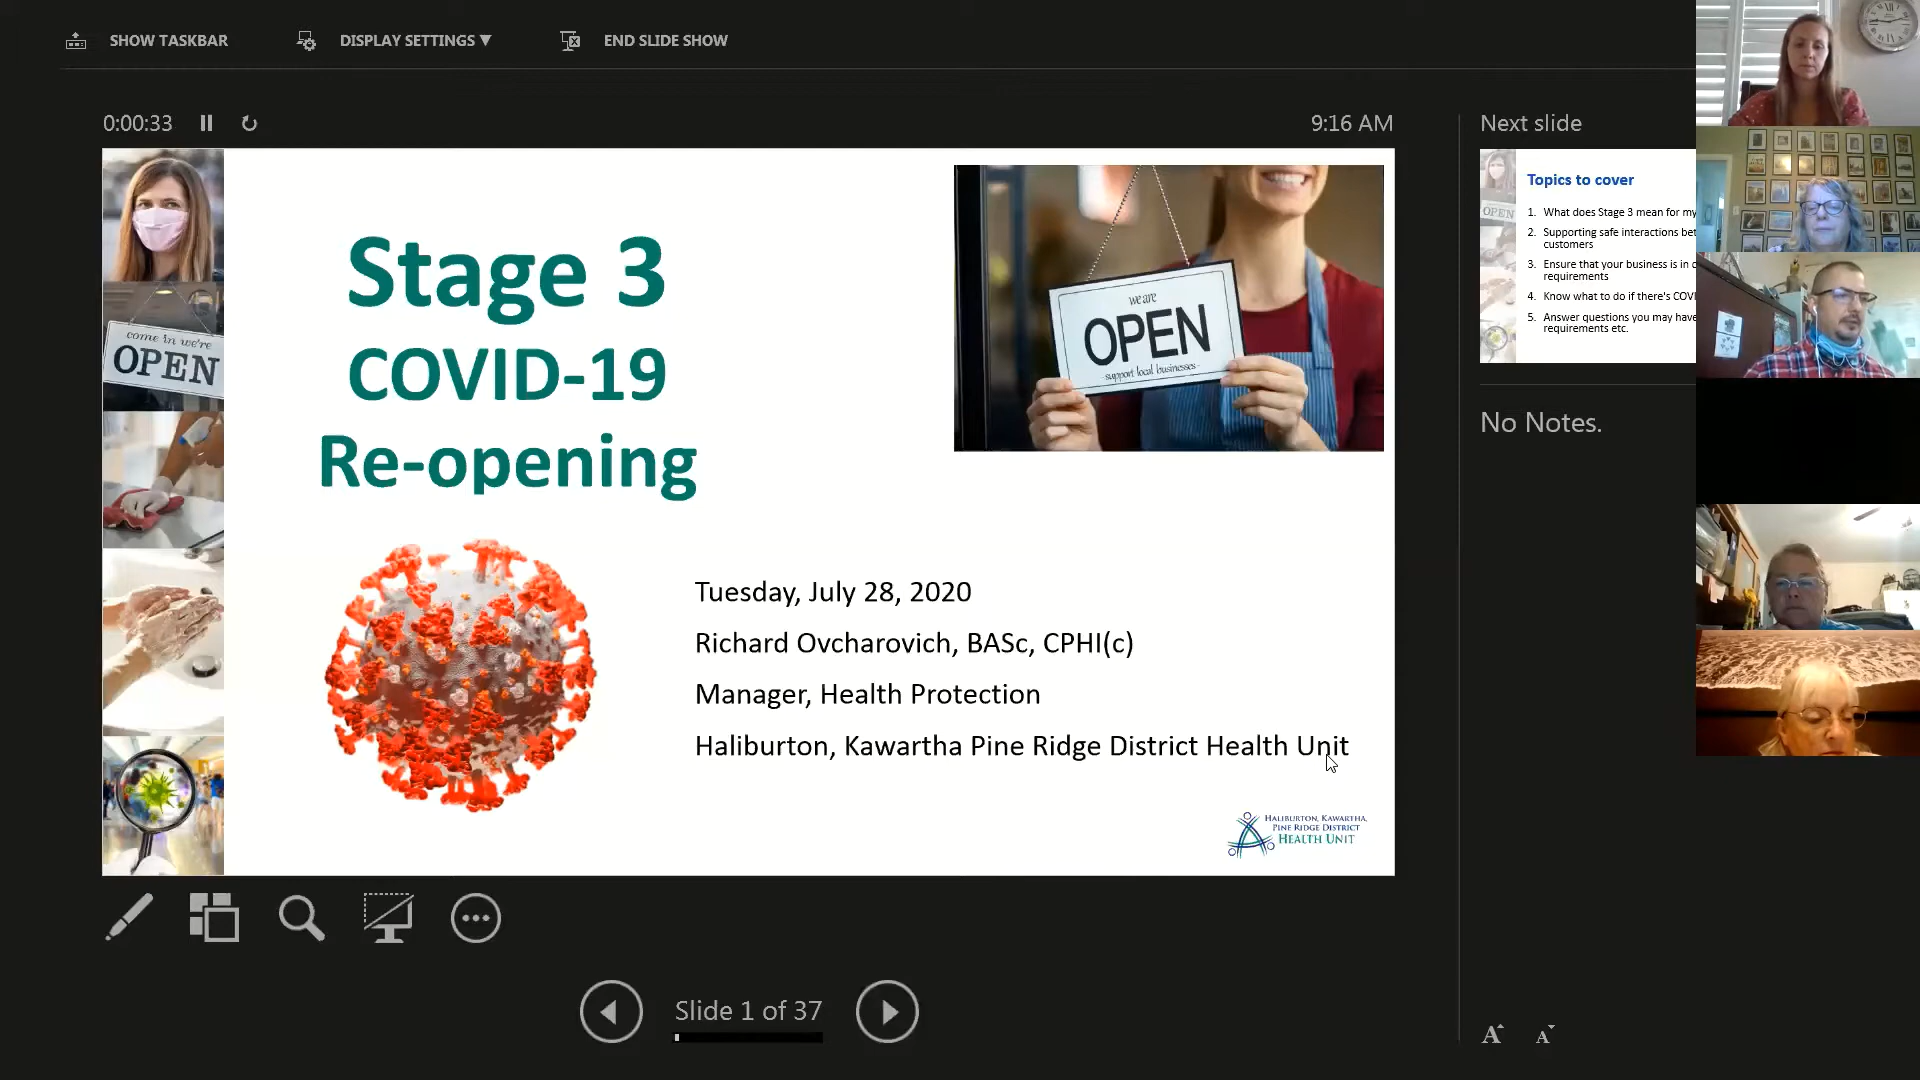 SHOW TASKBAR
DISPLAY SETTINGS ▼
END SLIDE SHOW
0:00:33
9:16 AM
Next slide
come in we're
OPEN
Stage 3
COVID-19
Re-opening
we are
OPEN
-support local businesses-
Tuesday, July 28, 2020
Richard Ovcharovich, BASc, CPHI(c)
Manager, Health Protection
Haliburton, Kawartha Pine Ridge District Health Unit
HALIBURTON, KAWARTHA,
PINE RIDGE DISTRICT
HEALTH UNIT
OPEN
Topics to cover
1. What does Stage 3 mean for my
2. Supporting safe interactions bet
customers
3. Ensure that your business is in c
requirements
4. Know what to do if there's COVI
5. Answer questions you may have
requirements etc.
No Notes.
Slide 1 of 37
A
A